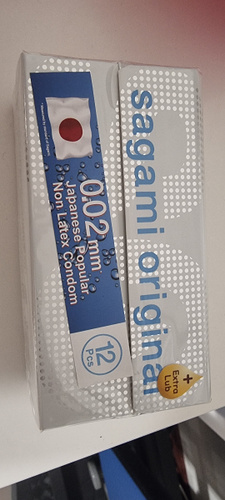 sagami original
+
Extra
Lub
0.02mm
Japanese Popular
Non Latex Condom
12
Pcs